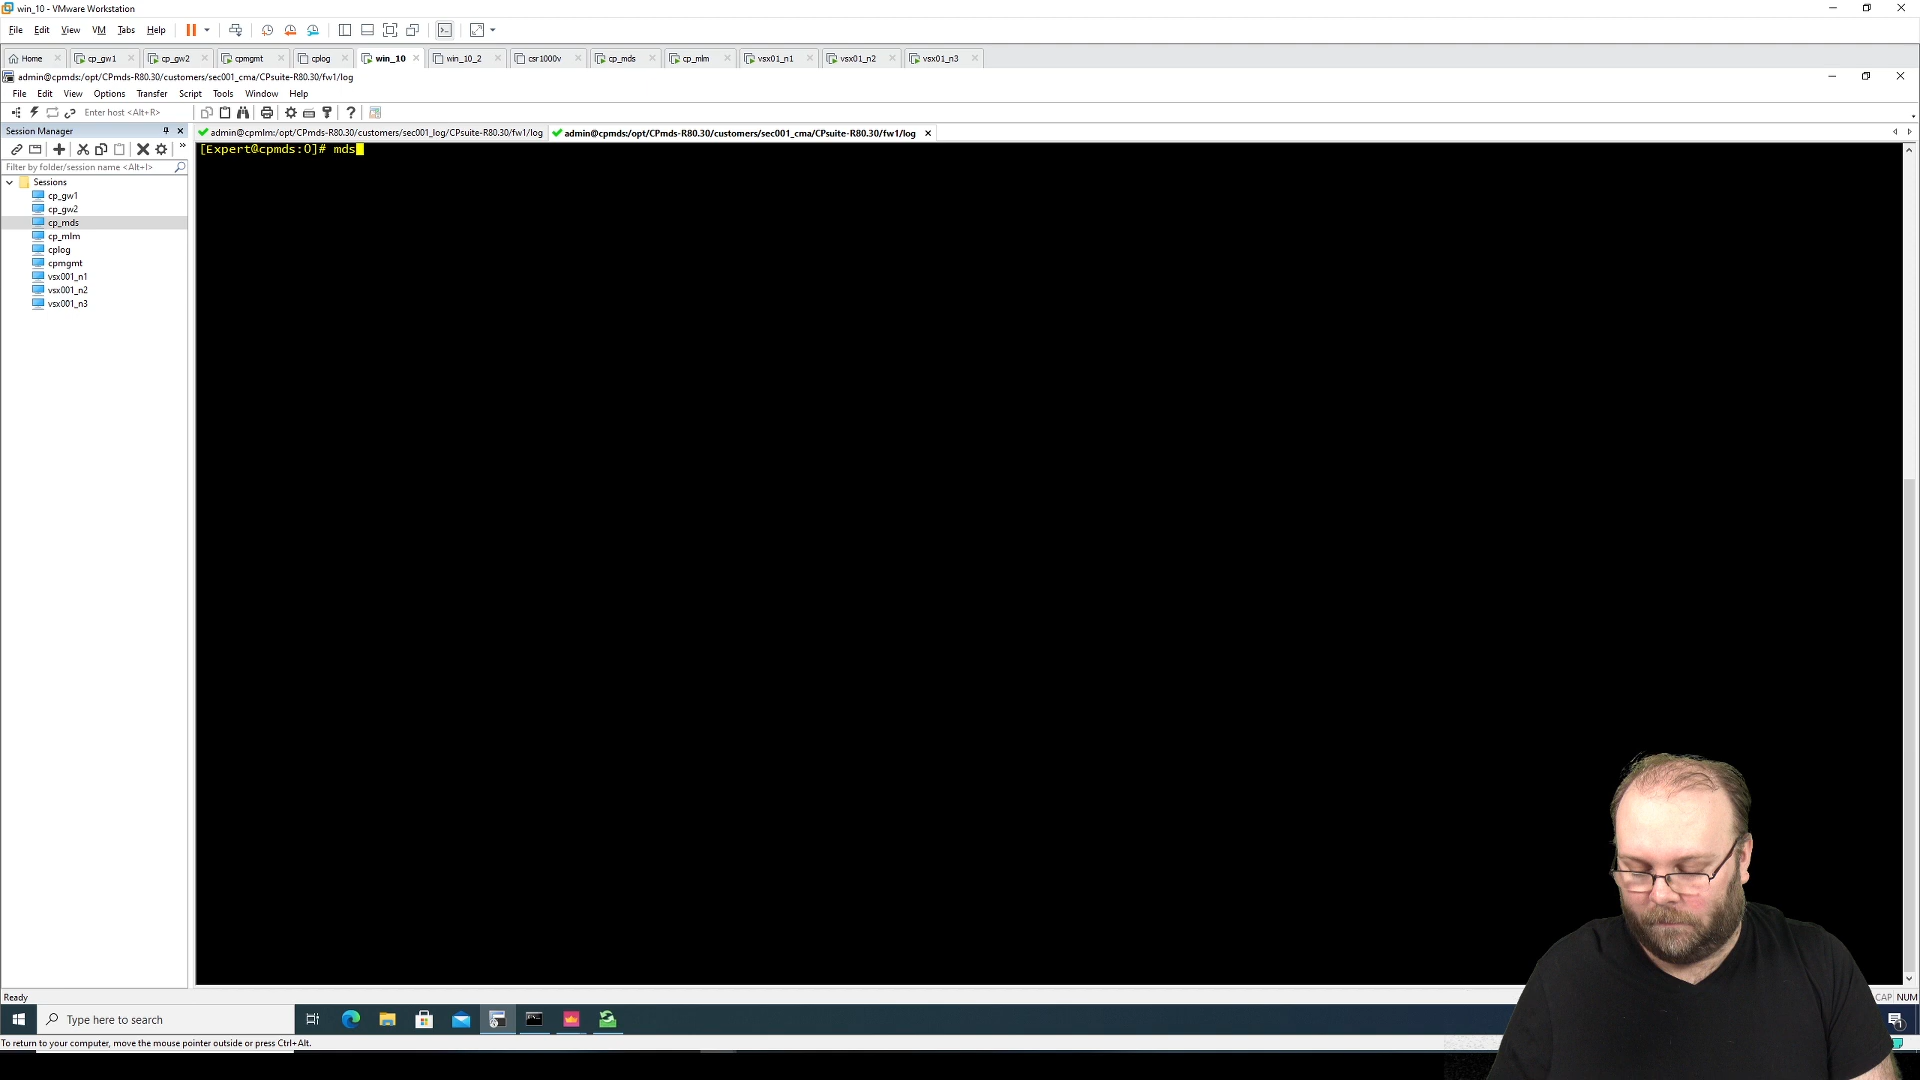 win_10 - VMware Workstation
File Edit View VM Tabs Help
Home cp_gw1 cp_gw2 cpmgmt cplog win_10 win_10_2 csr1000v cp_mds cp_mlm vsx01_n1 vsx01_n2 vsx01_n3
admin@cpmds:/opt/CPmds-R80.30/customers/sec001_cma/CPsuite-R80.30/fw1/log
File Edit View Options Transfer Script Tools Window Help
Enter host <Alt+R>
Session Manager
admin@cpmlm:/opt/CPmds-R80.30/customers/sec001_log/CPsuite-R80.30/fw1/log admin@cpmds:/opt/CPmds-R80.30/customers/sec001_cma/CPsuite-R80.30/fw1/log
[Expert@cpmds:0]# mds
Filter by folder/session name <Alt+I>
Sessions
cp_gw1
cp_gw2
cp_mds
cp_mlm
cplog
cpmgmt
vsx001_n1
vsx001_n2
vsx001_n3
Ready
CAP NUM
Type here to search
1
To return to your computer, move the mouse pointer outside or press Ctrl+Alt.